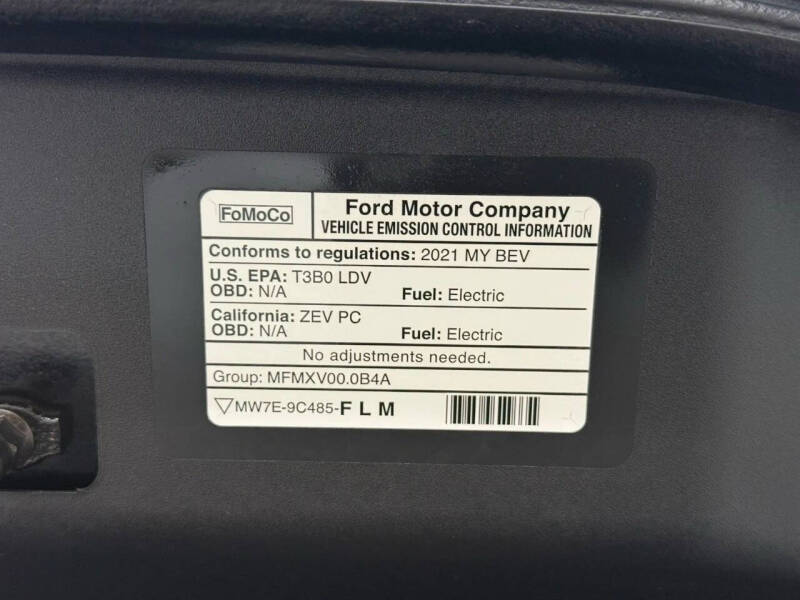 FoMoCo
Ford Motor Company
VEHICLE EMISSION CONTROL INFORMATION
Conforms to regulations: 2021 MY BEV
U.S. EPA: T3B0 LDV
OBD: N/A Fuel: Electric
California: ZEV PC
OBD: N/A Fuel: Electric
No adjustments needed.
Group: MFMXV00.0B4A
MW7E-9C485-F L M